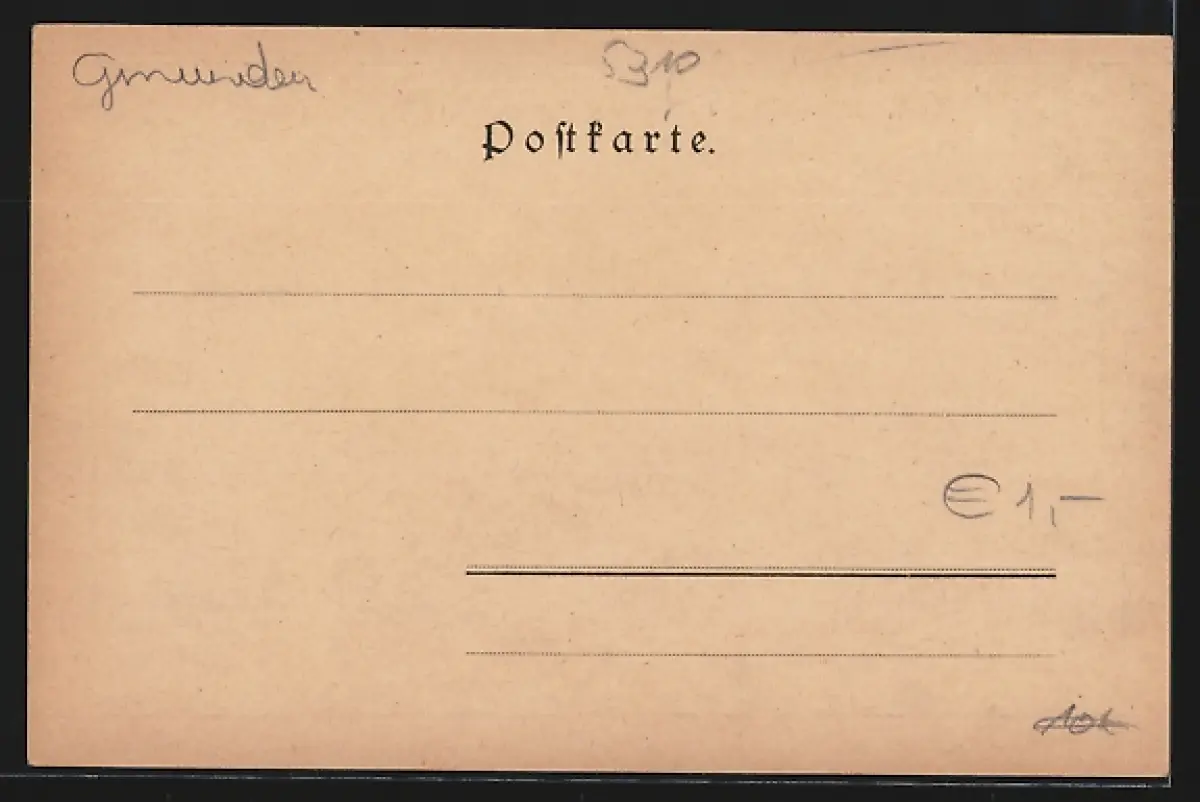 Gmunden
5310
Postkarte.
€ 1,-